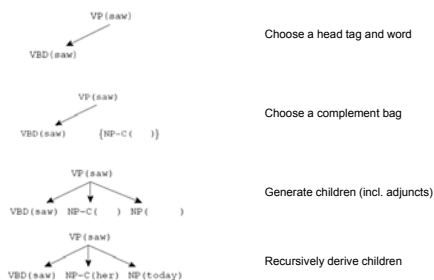 VP(saw)
Choose a head tag and word
VBD(saw)
VP(saw)
Choose a complement bag
VBD(saw) {NP-C( )}
VP(saw)
Generate children (incl. adjuncts)
VBD(saw) NP-C( ) NP( )
VP(saw)
Recursively derive children
VBD(saw) NP-C(her) NP(today)